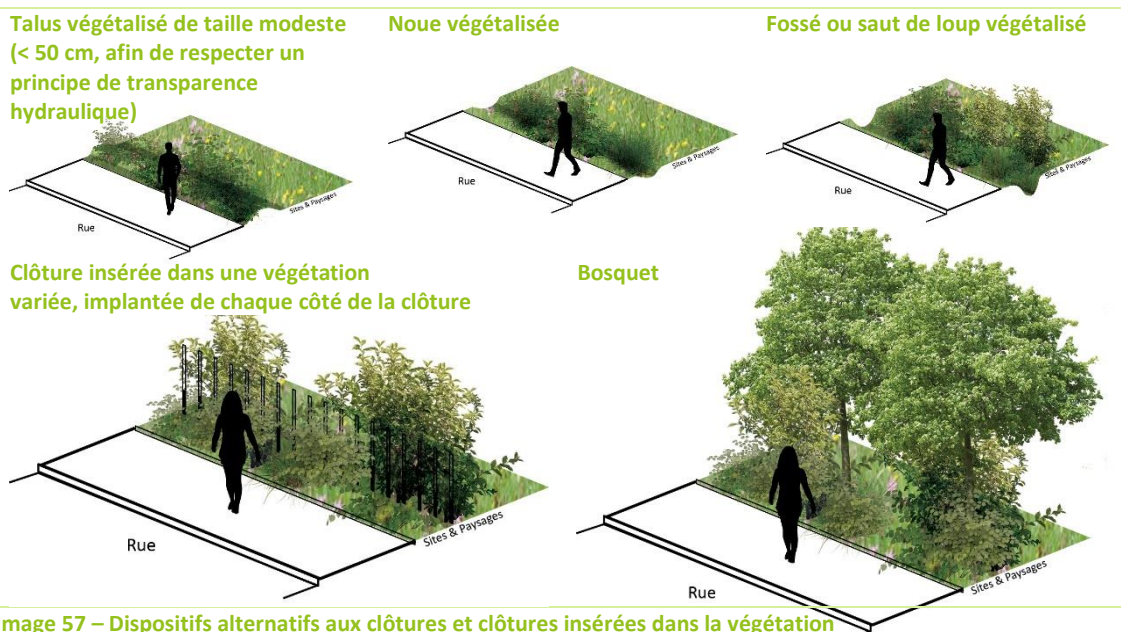 Talus végétalisé de taille modeste
(< 50 cm, afin de respecter un
principe de transparence
hydraulique)
Noue végétalisée
Fossé ou saut de loup végétalisé
Rue
Sites & Paysages
Rue
Sites & Paysages
Rue
Sites & Paysages
Clôture insérée dans une végétation
variée, implantée de chaque côté de la clôture
Bosquet
Rue
Sites & Paysages
Rue
Sites & Paysages
mage 57 – Dispositifs alternatifs aux clôtures et clôtures insérées dans la végétation